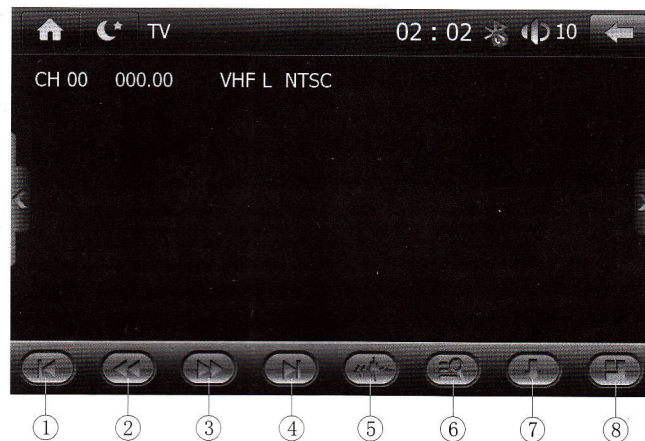 TV 02 : 02 10
CH 00 000.00 VHF L NTSC
① ② ③ ④ ⑤ ⑥ ⑦ ⑧